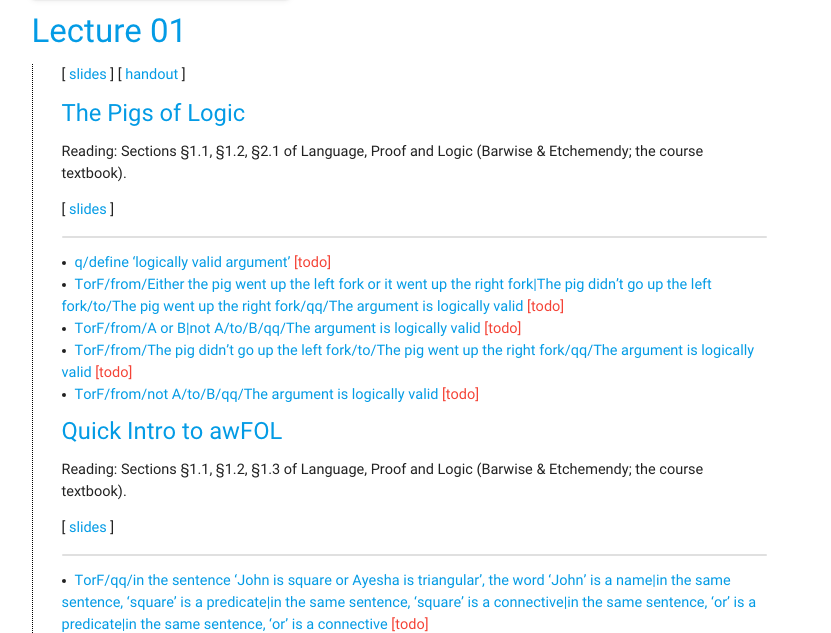 Lecture 01
[ slides ] [ handout ]
The Pigs of Logic
Reading: Sections §1.1, §1.2, §2.1 of Language, Proof and Logic (Barwise & Etchemendy; the course
textbook).
[ slides ]
• q/define ‘logically valid argument’ [todo]
• TorF/from/Either the pig went up the left fork or it went up the right fork|The pig didn’t go up the left
fork/to/The pig went up the right fork/qq/The argument is logically valid [todo]
• TorF/from/A or B|not A/to/B/qq/The argument is logically valid [todo]
• TorF/from/The pig didn’t go up the left fork/to/The pig went up the right fork/qq/The argument is logically
valid [todo]
• TorF/from/not A/to/B/qq/The argument is logically valid [todo]
Quick Intro to awFOL
Reading: Sections §1.1, §1.2, §1.3 of Language, Proof and Logic (Barwise & Etchemendy; the course
textbook).
[ slides ]
• TorF/qq/in the sentence ‘John is square or Ayesha is triangular’, the word ‘John’ is a name|in the same
sentence, ‘square’ is a predicate|in the same sentence, ‘square’ is a connective|in the same sentence, ‘or’ is a
predicate|in the same sentence, ‘or’ is a connective [todo]